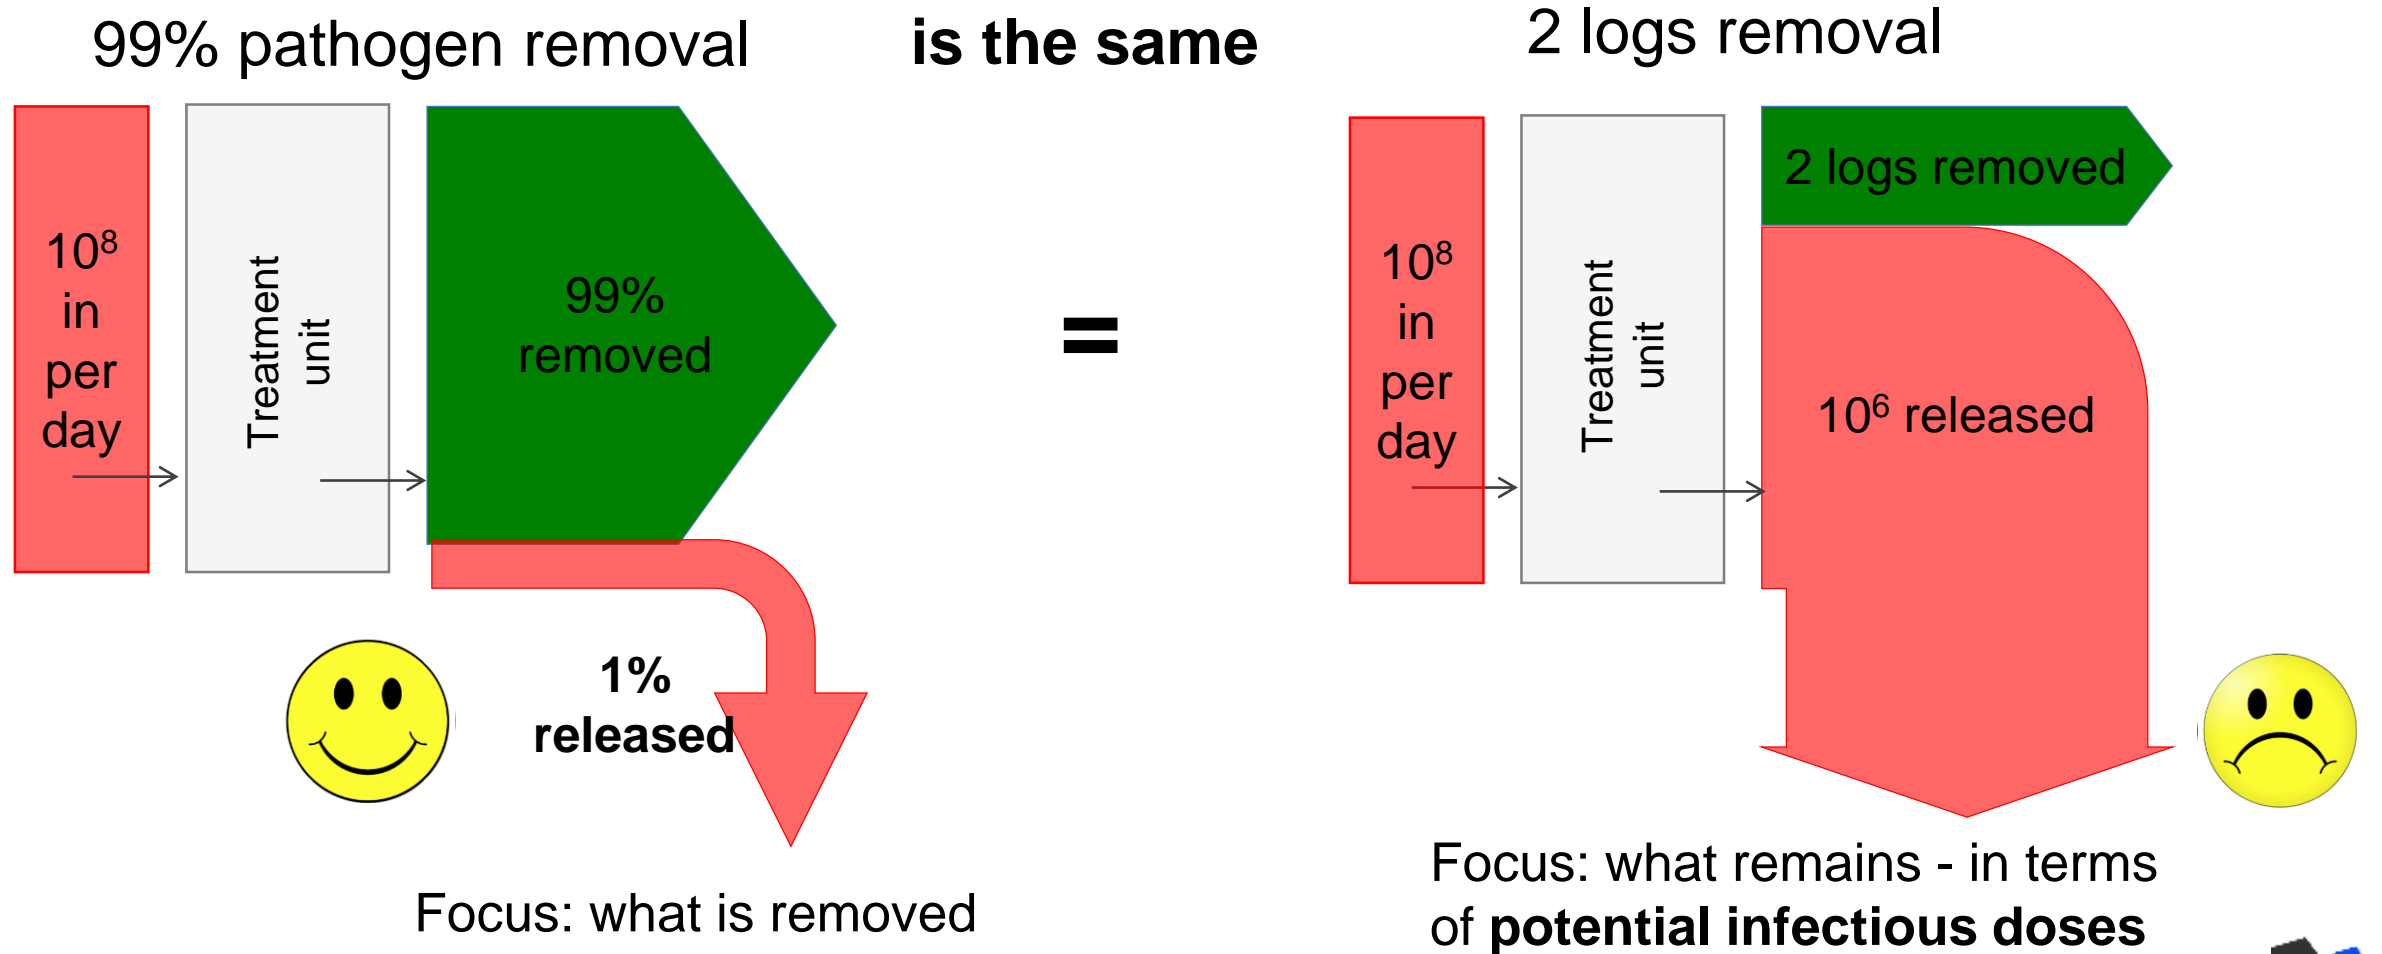 99% pathogen removal
is the same
2 logs removal
10⁸
in
per
day
Treatment
unit
99%
removed
1%
released
Focus: what is removed
=
10⁸
in
per
day
Treatment
unit
2 logs removed
10⁶ released
Focus: what remains - in terms
of potential infectious doses